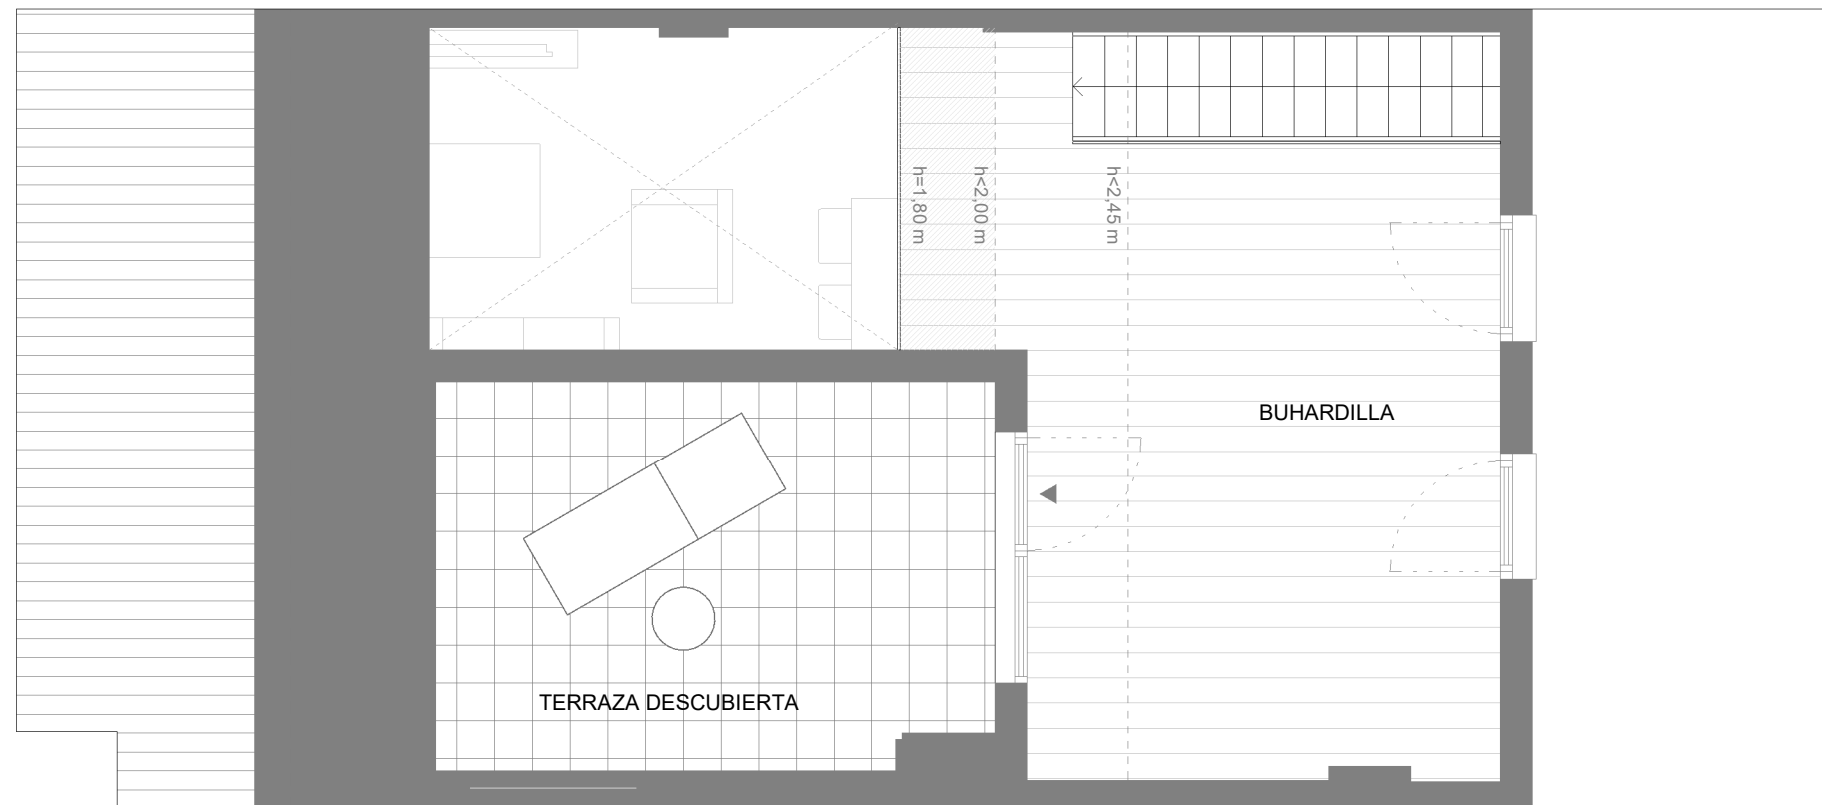 h=1,80 m
h<2,00 m
h<2,45 m
BUHARDILLA
TERRAZA DESCUBIERTA